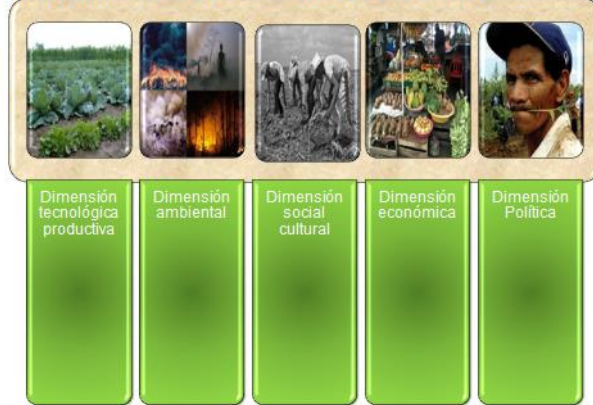 Dimensión
tecnológica
productiva
Dimensión
ambiental
Dimensión
social
cultural
Dimensión
económica
Dimensión
Política